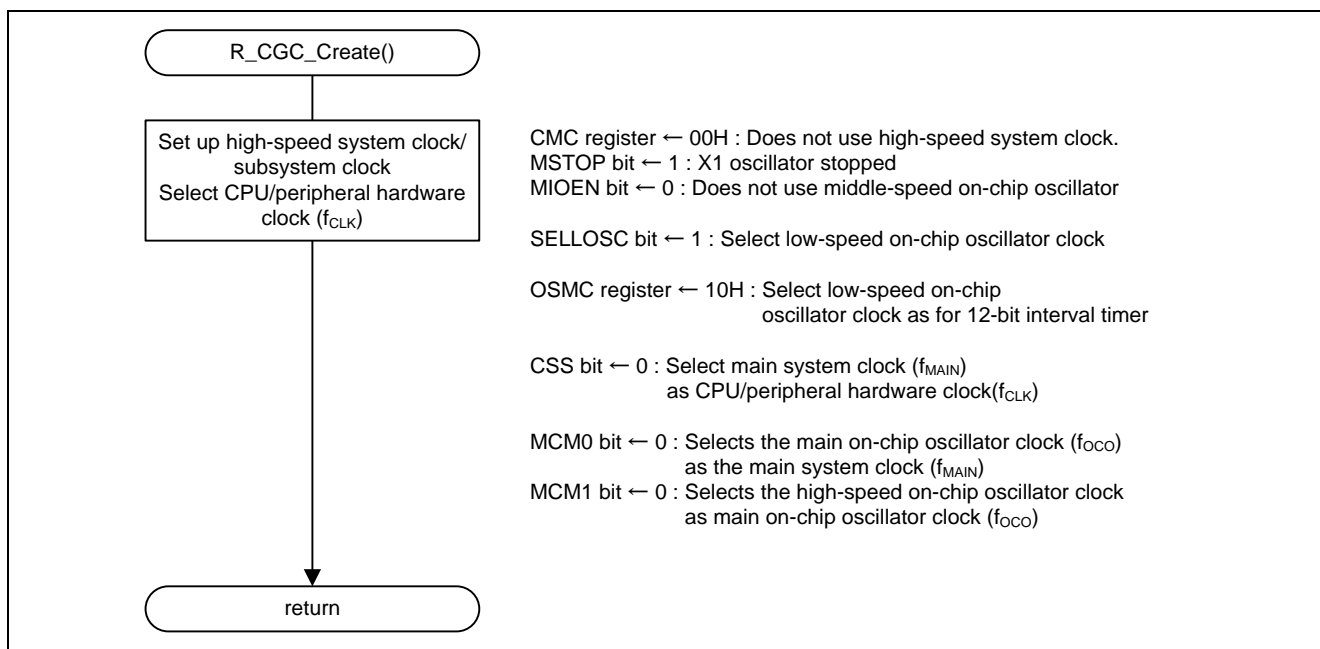 R_CGC_Create()
Set up high-speed system clock/
subsystem clock
Select CPU/peripheral hardware
clock (fCLK)
CMC register ← 00H : Does not use high-speed system clock.
MSTOP bit ← 1 : X1 oscillator stopped
MIOEN bit ← 0 : Does not use middle-speed on-chip oscillator
SELLOSC bit ← 1 : Select low-speed on-chip oscillator clock
OSMC register ← 10H : Select low-speed on-chip
oscillator clock as for 12-bit interval timer
CSS bit ← 0 : Select main system clock (fMAIN)
as CPU/peripheral hardware clock(fCLK)
MCM0 bit ← 0 : Selects the main on-chip oscillator clock (fOCO)
as the main system clock (fMAIN)
MCM1 bit ← 0 : Selects the high-speed on-chip oscillator clock
as main on-chip oscillator clock (fOCO)
return